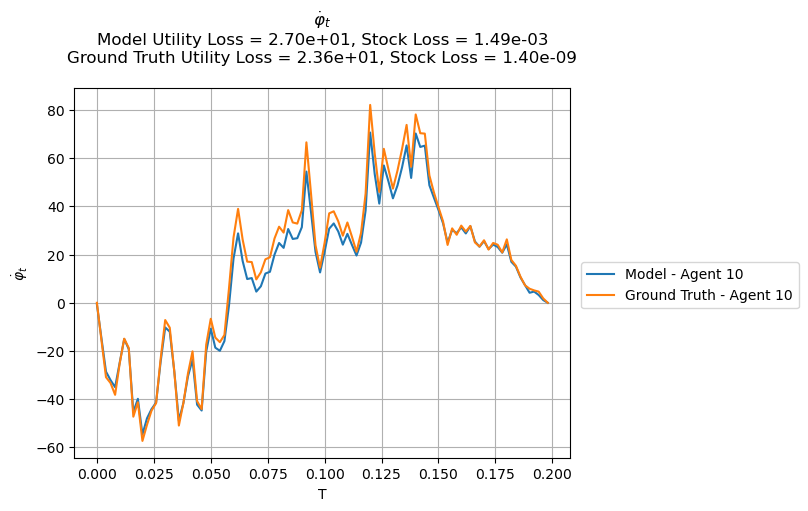 φ̇ₜ
Model Utility Loss = 2.70e+01, Stock Loss = 1.49e-03
Ground Truth Utility Loss = 2.36e+01, Stock Loss = 1.40e-09
80
60
40
20
0
−20
−40
−60
φ̇ₜ
0.000 0.025 0.050 0.075 0.100 0.125 0.150 0.175 0.200
T
Model - Agent 10
Ground Truth - Agent 10